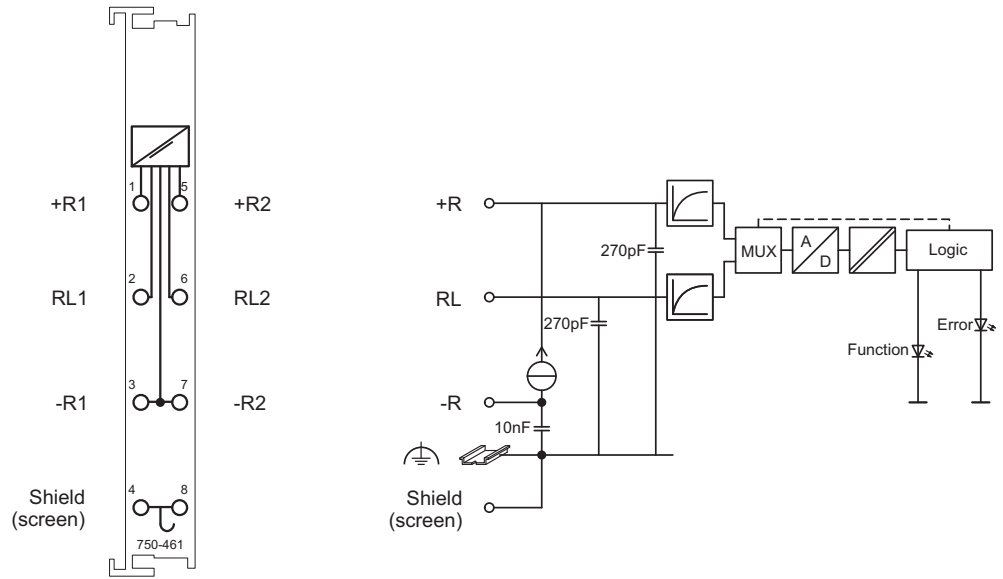 1
5
+R1
+R2
2
6
RL1
RL2
3
7
-R1
-R2
4
8
Shield
(screen)
750-461
+R
270pF
MUX
A
D
Logic
RL
270pF
Error
Function
-R
10nF
Shield
(screen)